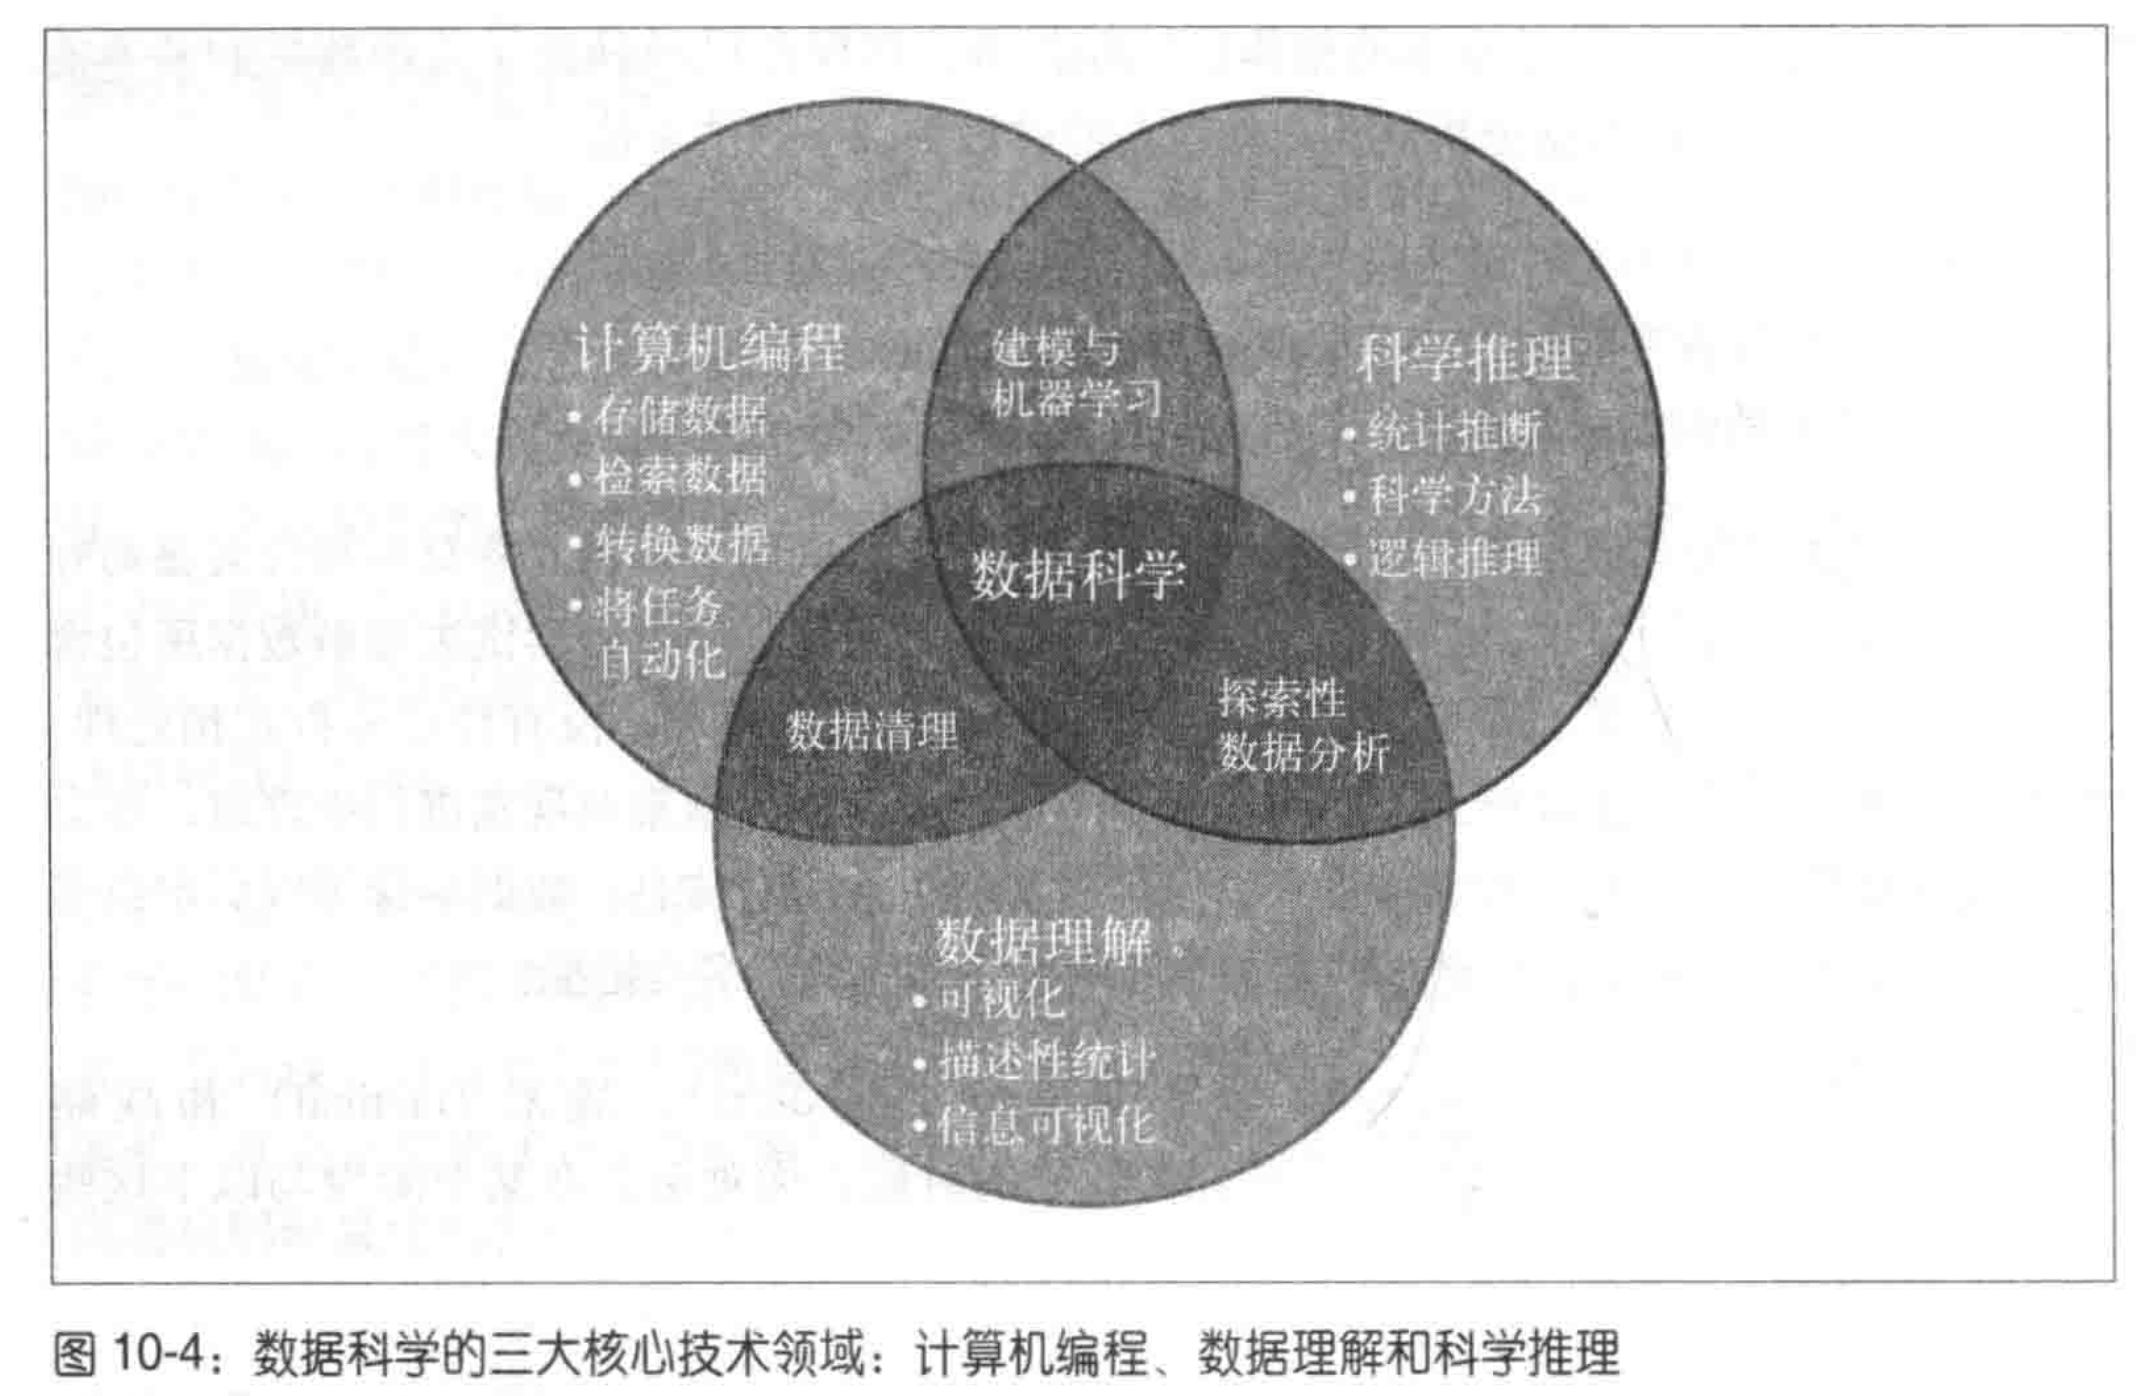 计算机编程
• 存储数据
• 检索数据
• 转换数据
• 将任务
自动化
建模与
机器学习
科学推理
• 统计推断
• 科学方法
• 逻辑推理
数据科学
数据清理
探索性
数据分析
数据理解
• 可视化
• 描述性统计
• 信息可视化
图 10-4：数据科学的三大核心技术领域：计算机编程、数据理解和科学推理